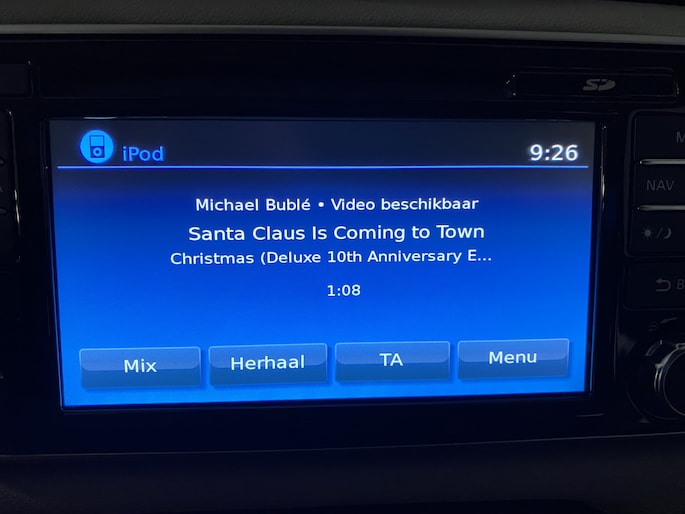 SD
iPod
9:26
M
Michael Bublé • Video beschikbaar
NAV
Santa Claus Is Coming to Town
Christmas (Deluxe 10th Anniversary E...
1:08
B
Mix
Herhaal
TA
Menu